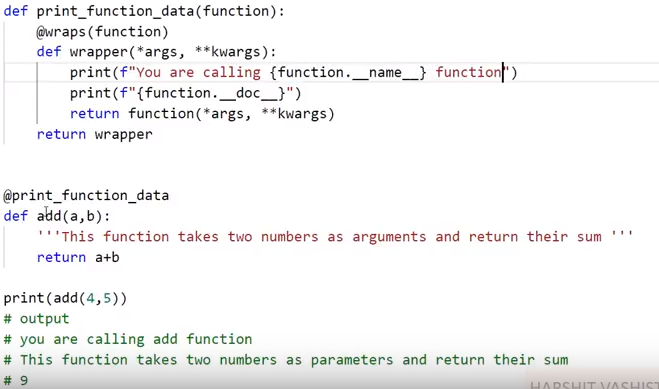 def print_function_data(function):
    @wraps(function)
    def wrapper(*args, **kwargs):
        print(f"You are calling {function.__name__} function")
        print(f"{function.__doc__}")
        return function(*args, **kwargs)
    return wrapper
@print_function_data
def add(a,b):
    '''This function takes two numbers as arguments and return their sum '''
    return a+b
print(add(4,5))
# output
# you are calling add function
# This function takes two numbers as parameters and return their sum
# 9
HARSHIT VASHIST